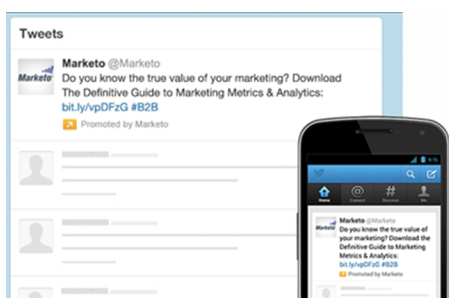 Tweets
Marketo @Marketo
Marketo
Do you know the true value of your marketing? Download
The Definitive Guide to Marketing Metrics & Analytics:
bit.ly/vpDFzG #B2B
Promoted by Marketo
9:15
Home
Connect
Discover
Me
Marketo @Marketo
Marketo
Do you know the true value of
your marketing? Download the
Definitive Guide to Marketing
Metrics & Analytics
bit.ly/vpDFzG #B2B
Promoted by Marketo